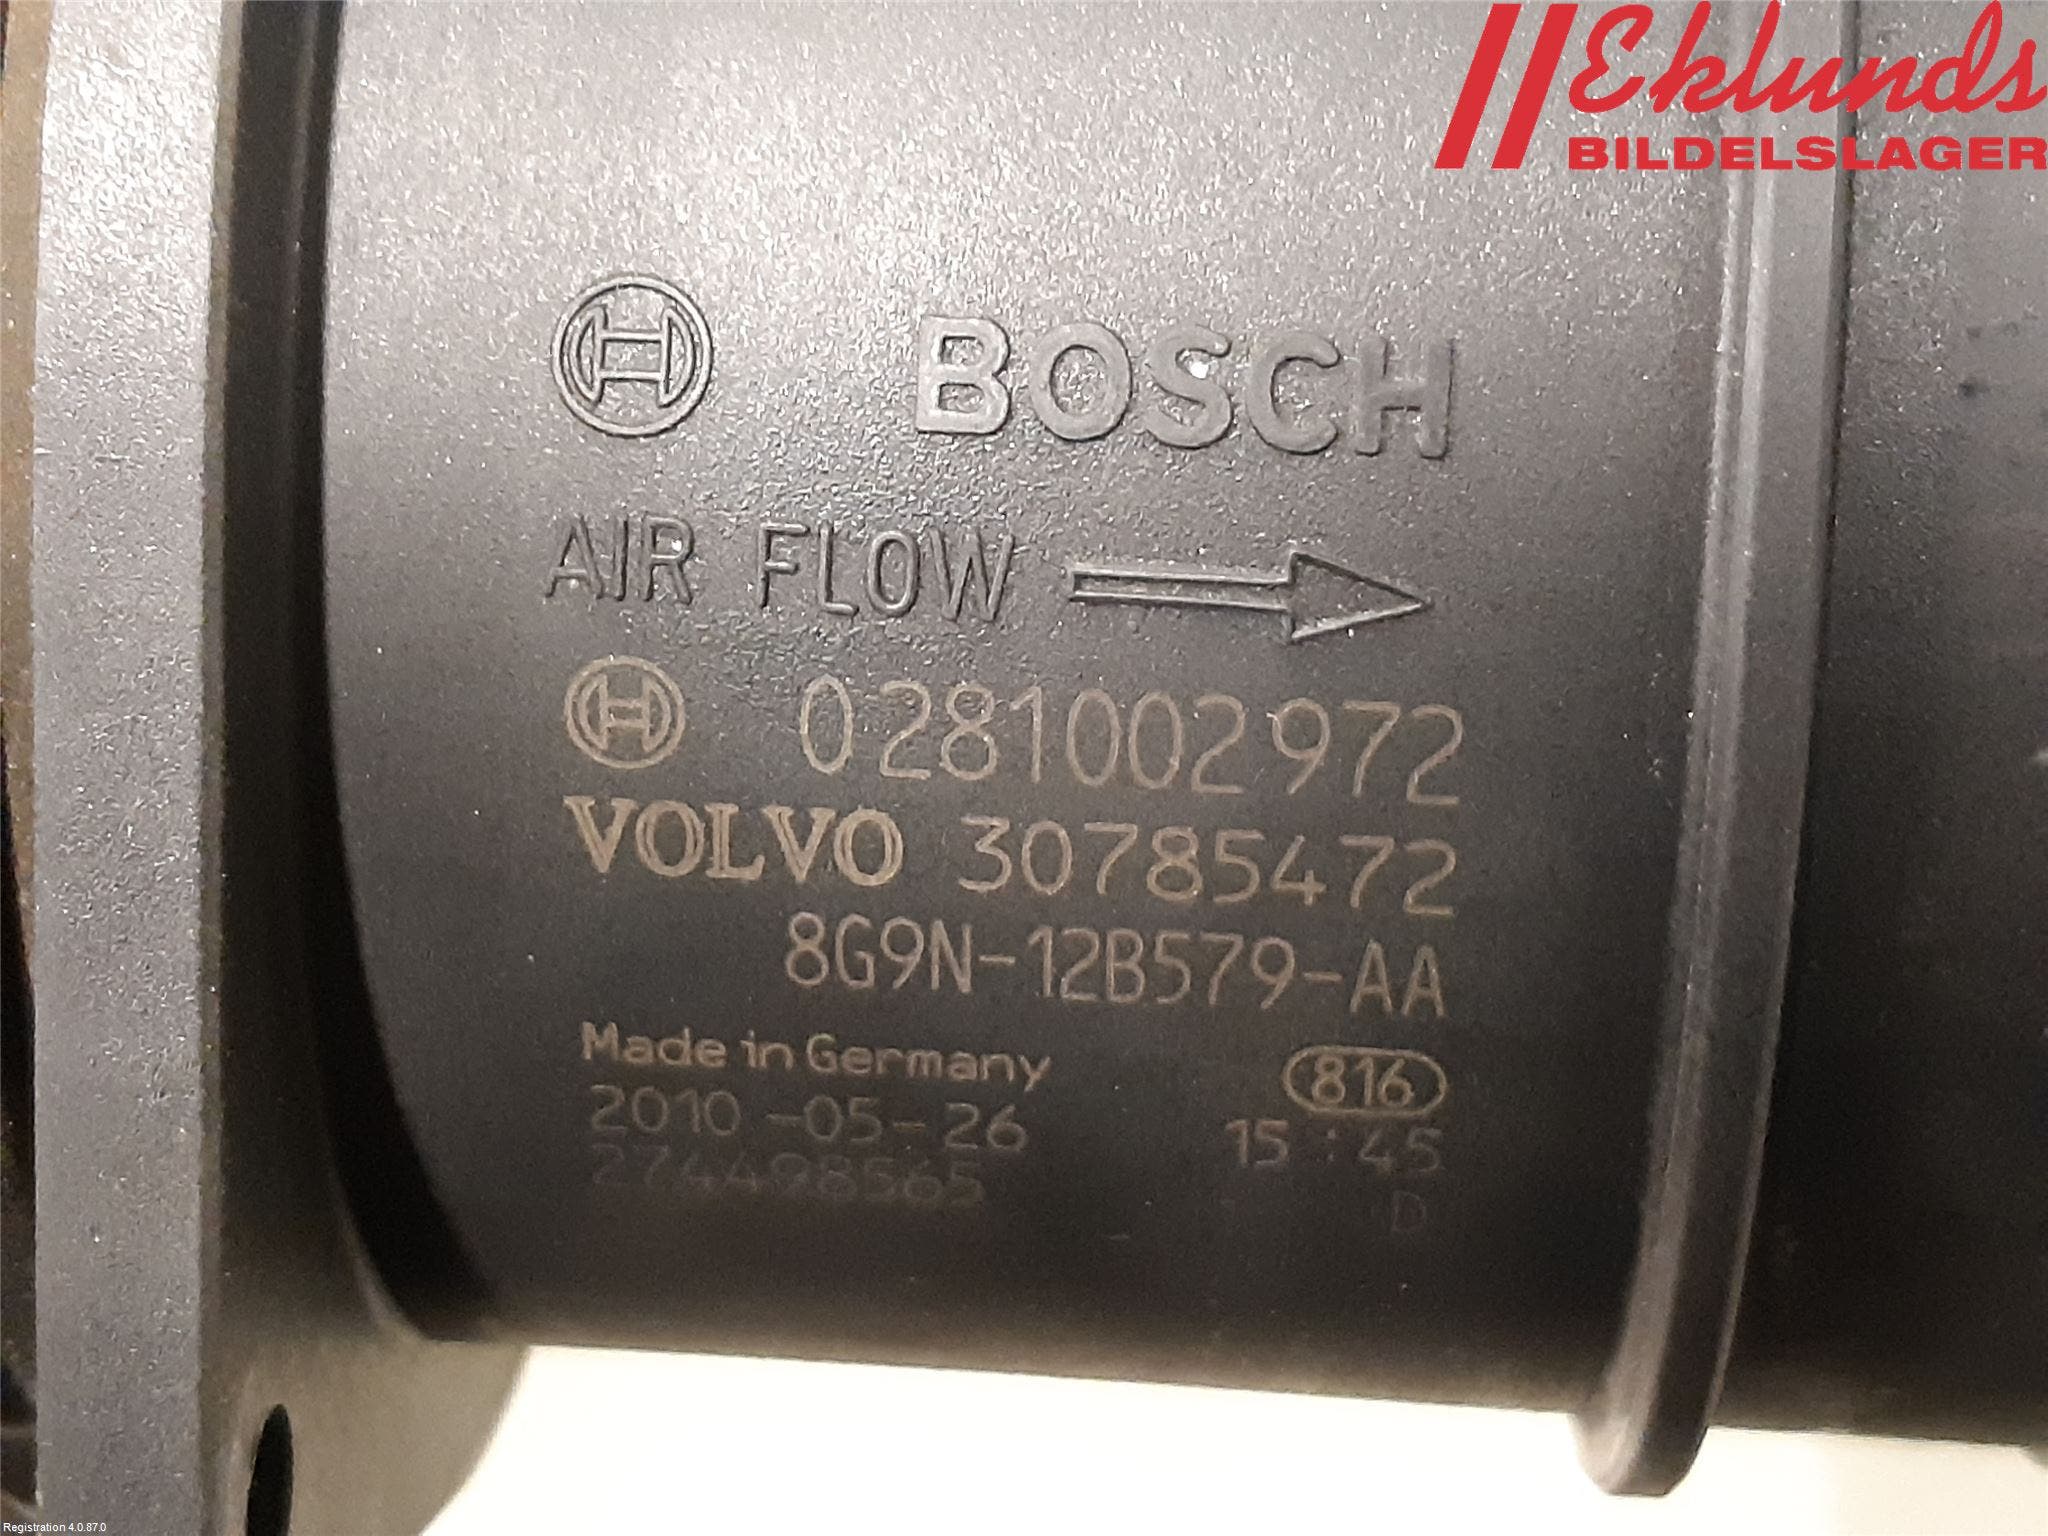 Eklunds
BILDELSLAGER
BOSCH
AIR FLOW
0281002972
VOLVO 30785472
8G9N-12B579-AA
Made in Germany 816
2010-05-26 15:45
274498565 D
Registration 4.0.87.0